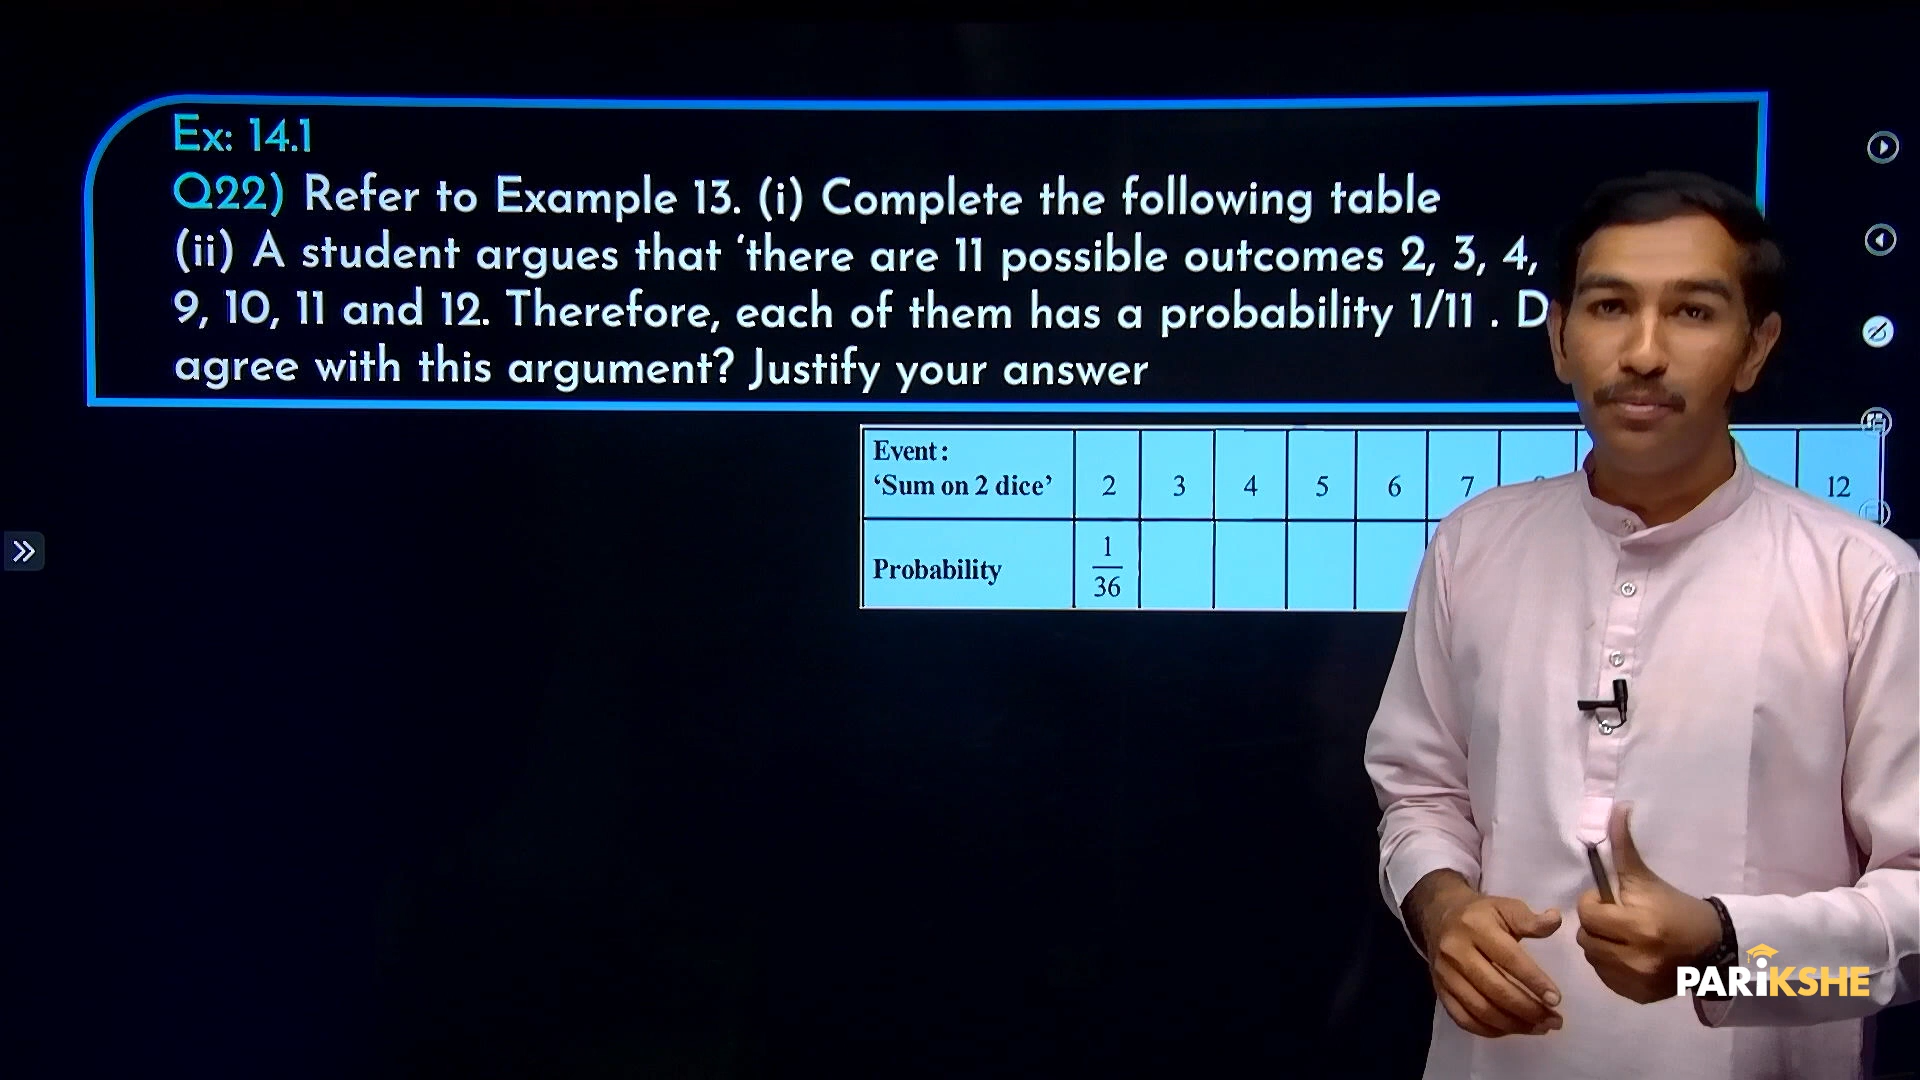 Ex: 14.1
Q22) Refer to Example 13. (i) Complete the following table
(ii) A student argues that ‘there are 11 possible outcomes 2, 3, 4,
9, 10, 11 and 12. Therefore, each of them has a probability 1/11 .
agree with this argument? Justify your answer
Event :
‘Sum on 2 dice’ 2 3 4 5 6 7 12
Probability 1/36
PARiKSHE